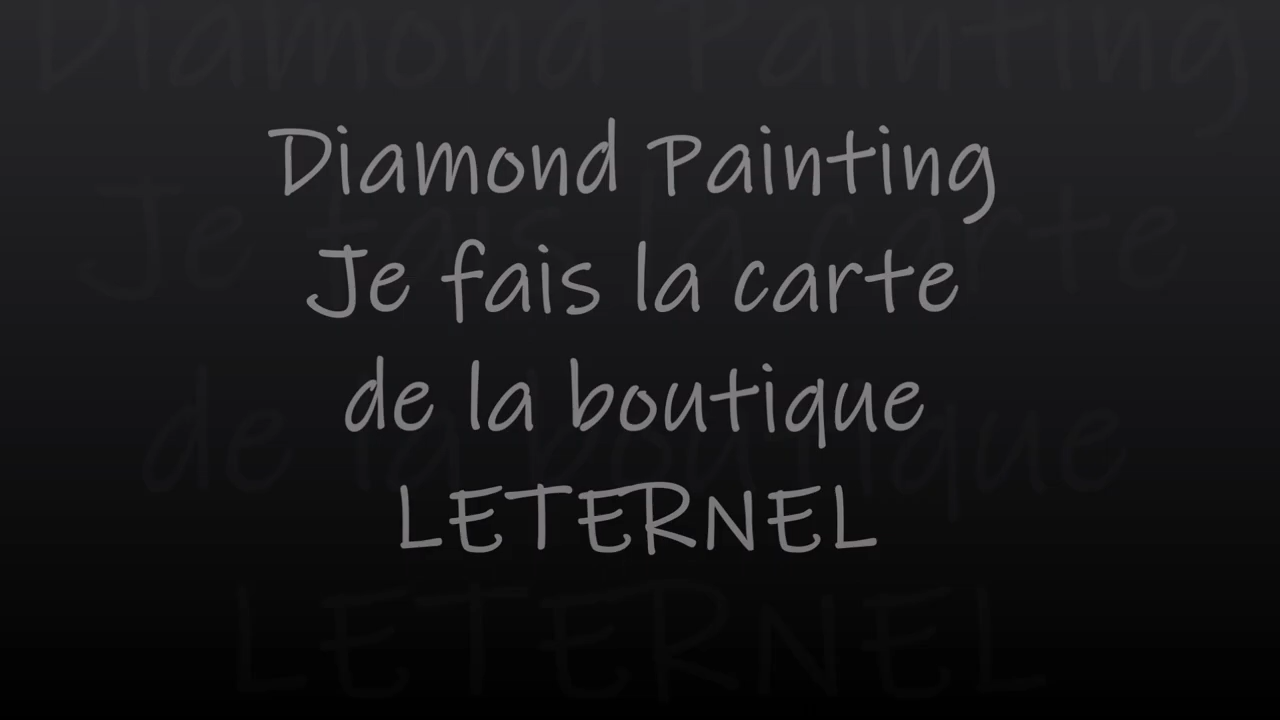 Diamond Painting
Je fais la carte
de la boutique
LETERNEL